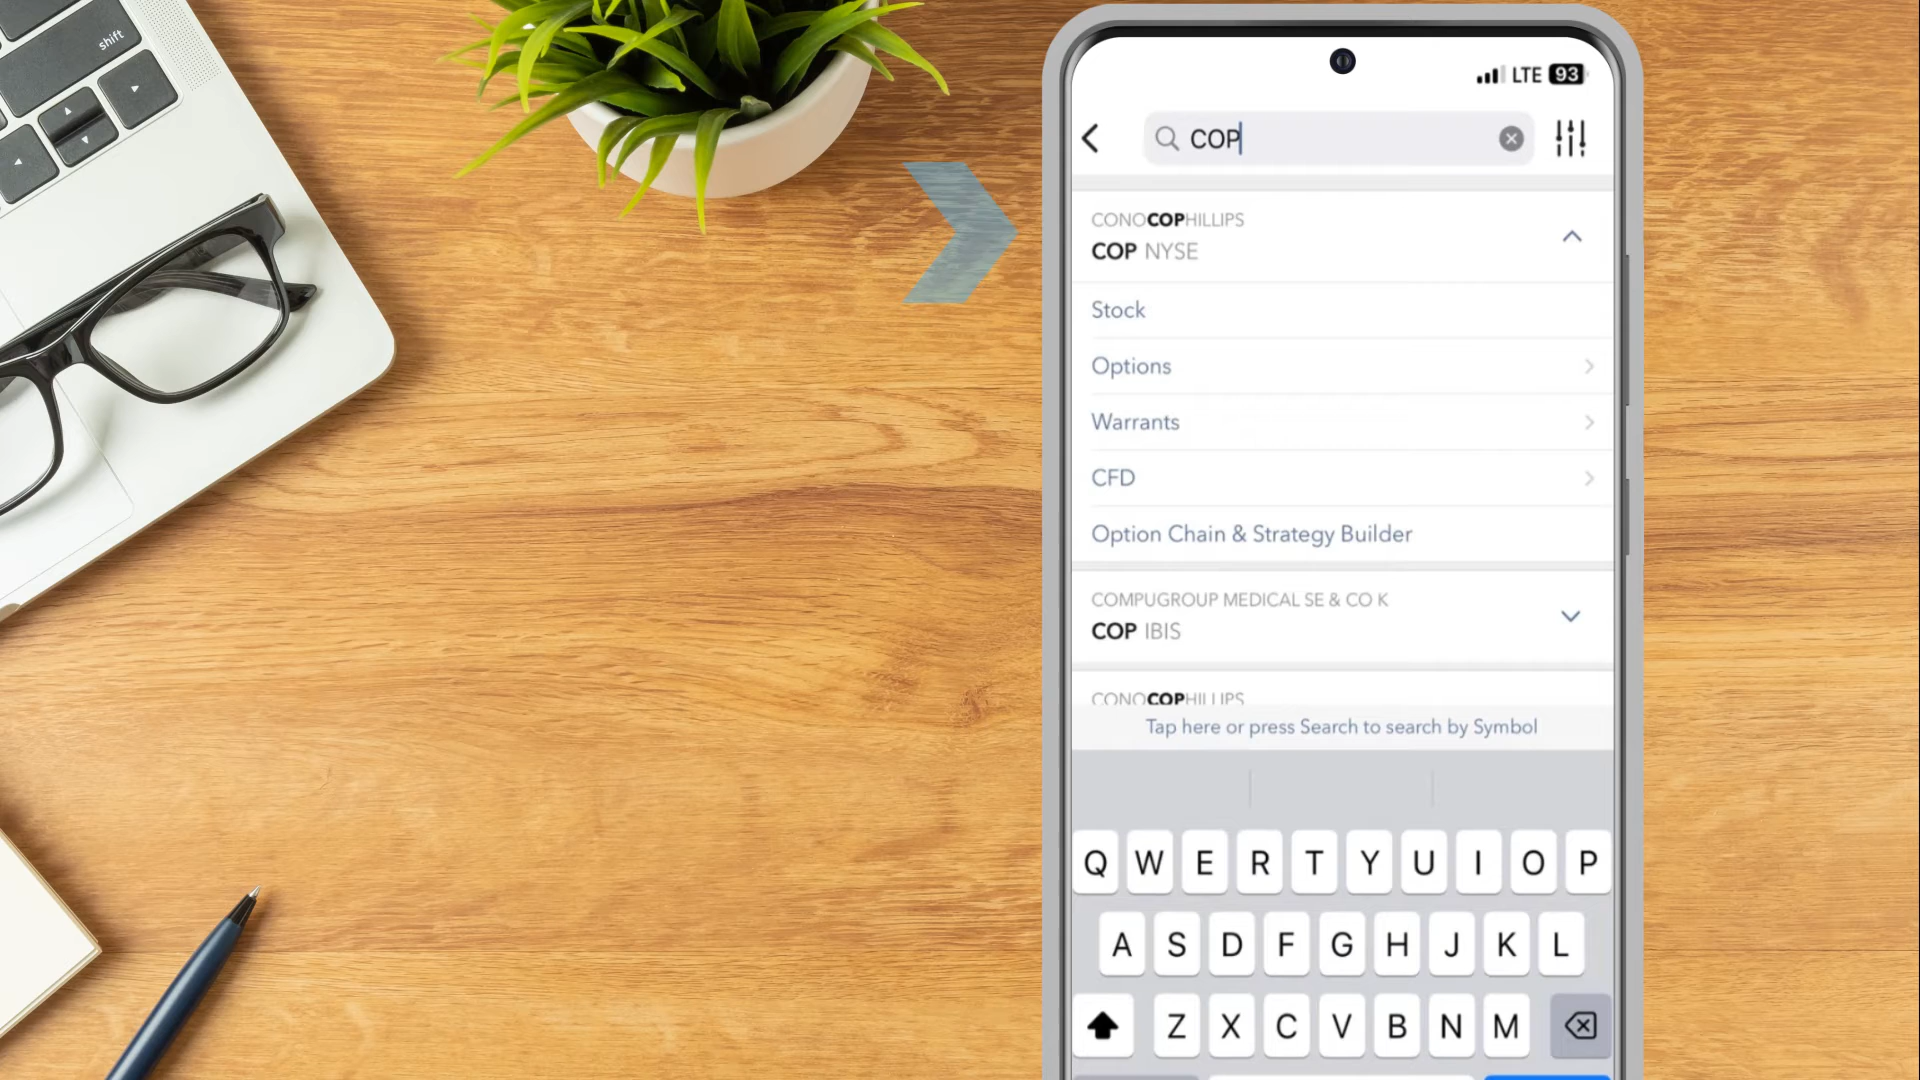 shift
LTE 93
COP
CONOCOPHILLIPS
COP NYSE
Stock
Options
Warrants
CFD
Option Chain & Strategy Builder
COMPUGROUP MEDICAL SE & CO K
COP IBIS
CONOCOPHILLIPS
Tap here or press Search to search by Symbol
Q W E R T Y U I O P
A S D F G H J K L
Z X C V B N M